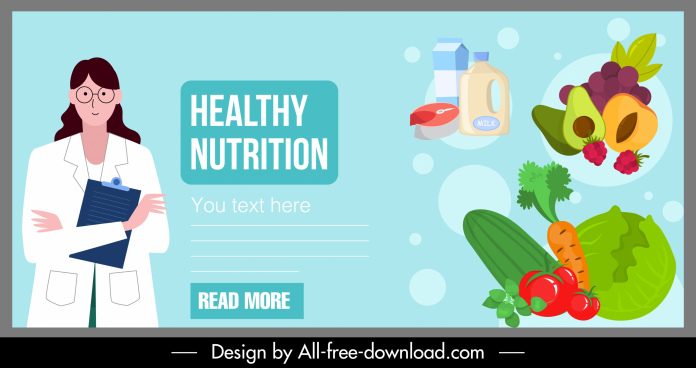 HEALTHY
NUTRITION
You text here
READ MORE
MILK
Design by All-free-download.com